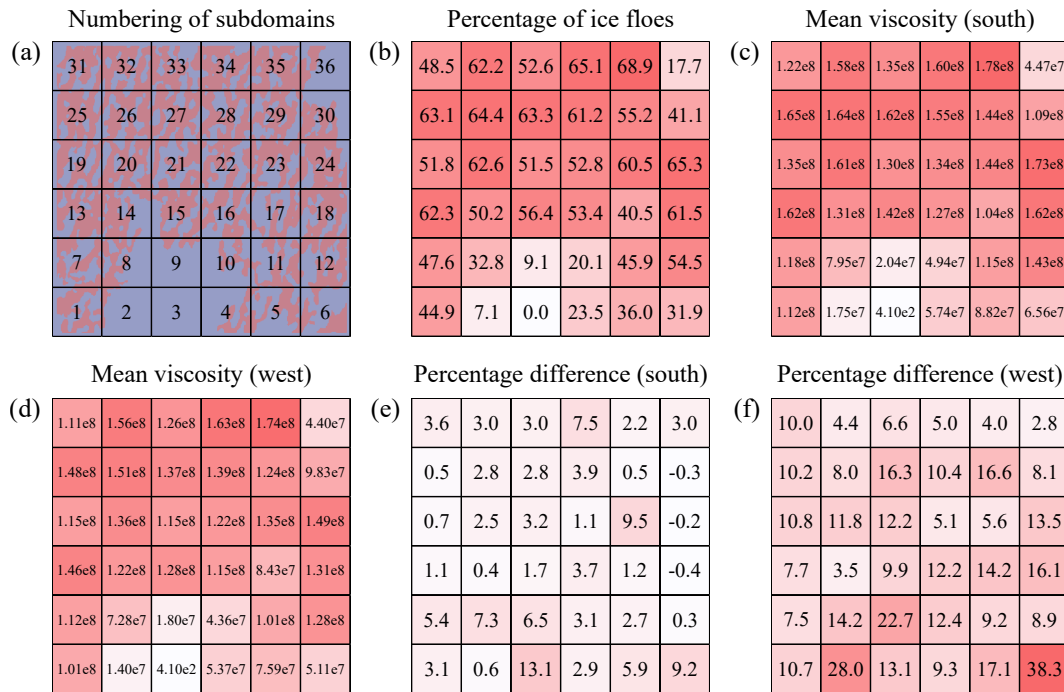 Numbering of subdomains
(a)
31 32 33 34 35 36
25 26 27 28 29 30
19 20 21 22 23 24
13 14 15 16 17 18
7 8 9 10 11 12
1 2 3 4 5 6
Percentage of ice floes
(b)
48.5 62.2 52.6 65.1 68.9 17.7
63.1 64.4 63.3 61.2 55.2 41.1
51.8 62.6 51.5 52.8 60.5 65.3
62.3 50.2 56.4 53.4 40.5 61.5
47.6 32.8 9.1 20.1 45.9 54.5
44.9 7.1 0.0 23.5 36.0 31.9
Mean viscosity (south)
(c)
1.22e8 1.58e8 1.35e8 1.60e8 1.78e8 4.47e7
1.65e8 1.64e8 1.62e8 1.55e8 1.44e8 1.09e8
1.35e8 1.61e8 1.30e8 1.34e8 1.44e8 1.73e8
1.62e8 1.31e8 1.42e8 1.27e8 1.04e8 1.62e8
1.18e8 7.95e7 2.04e7 4.94e7 1.15e8 1.43e8
1.12e8 1.75e7 4.10e2 5.74e7 8.82e7 6.56e7
Mean viscosity (west)
(d)
1.11e8 1.56e8 1.26e8 1.63e8 1.74e8 4.40e7
1.48e8 1.51e8 1.37e8 1.39e8 1.24e8 9.83e7
1.15e8 1.36e8 1.15e8 1.22e8 1.35e8 1.49e8
1.46e8 1.22e8 1.28e8 1.15e8 8.43e7 1.31e8
1.12e8 7.28e7 1.80e7 4.36e7 1.01e8 1.28e8
1.01e8 1.40e7 4.10e2 5.37e7 7.59e7 5.11e7
Percentage difference (south)
(e)
3.6 3.0 3.0 7.5 2.2 3.0
0.5 2.8 2.8 3.9 0.5 -0.3
0.7 2.5 3.2 1.1 9.5 -0.2
1.1 0.4 1.7 3.7 1.2 -0.4
5.4 7.3 6.5 3.1 2.7 0.3
3.1 0.6 13.1 2.9 5.9 9.2
Percentage difference (west)
(f)
10.0 4.4 6.6 5.0 4.0 2.8
10.2 8.0 16.3 10.4 16.6 8.1
10.8 11.8 12.2 5.1 5.6 13.5
7.7 3.5 9.9 12.2 14.2 16.1
7.5 14.2 22.7 12.4 9.2 8.9
10.7 28.0 13.1 9.3 17.1 38.3